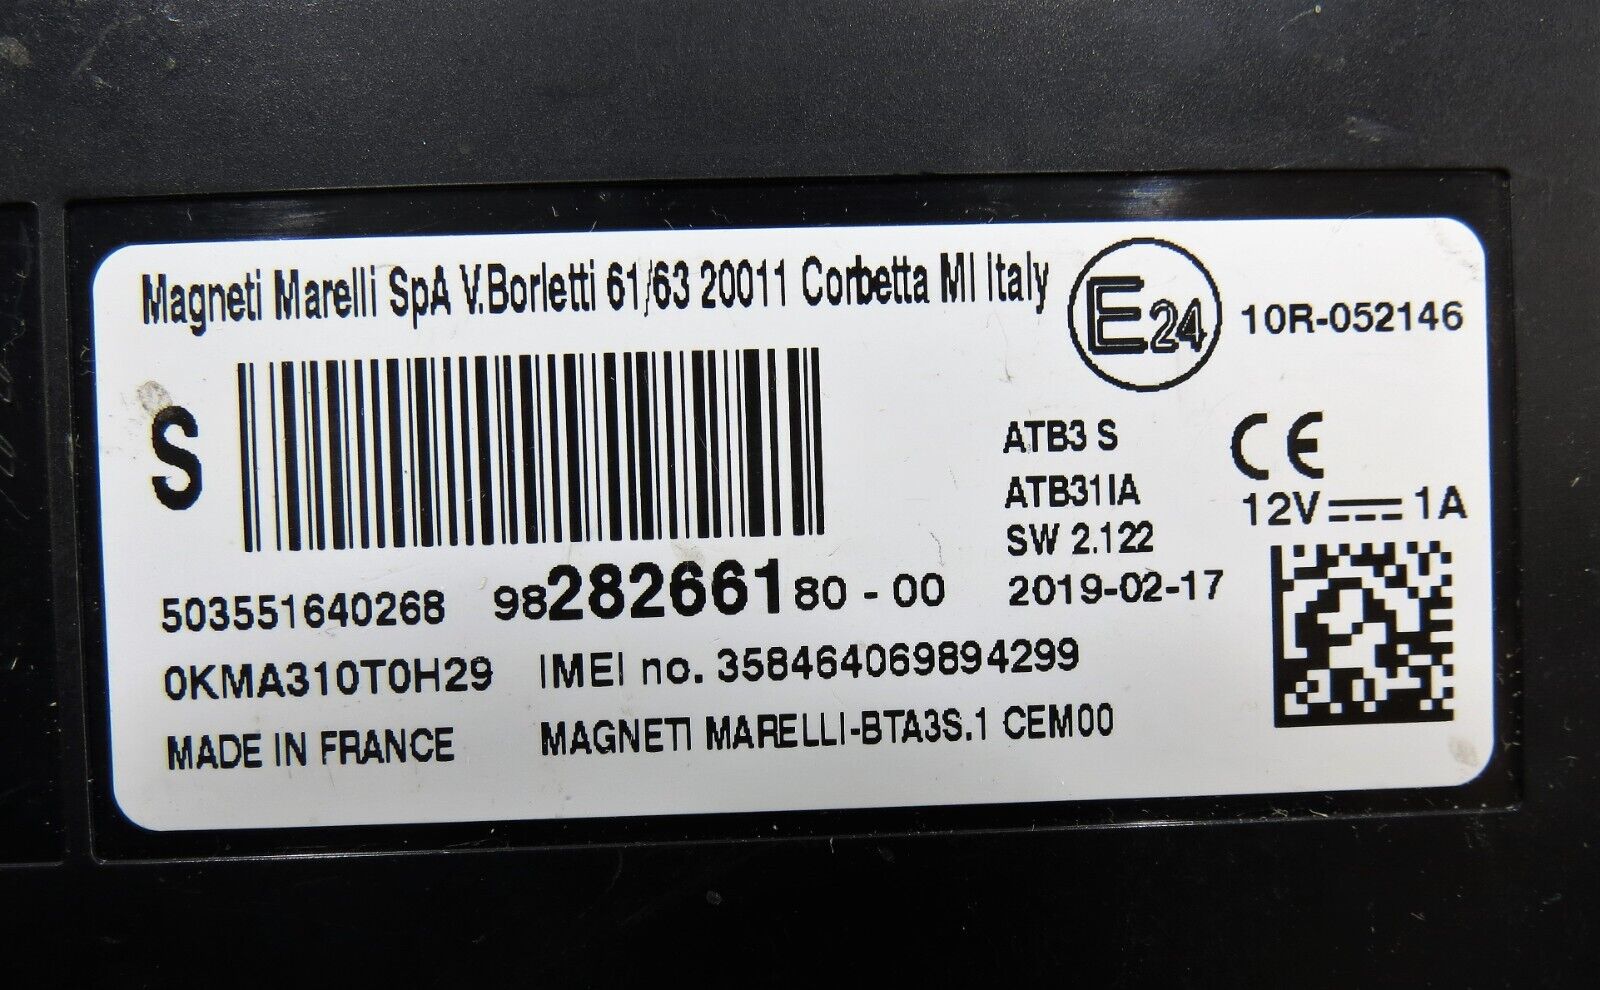 Magneti Marelli SpA V.Borletti 61/63 20011 Corbetta MI Italy
E24 10R-052146
S
ATB3 S
CE
ATB311A
12V 1A
SW 2.122
503551640268 9828266180 - 00 2019-02-17
0KMA310T0H29 IMEI no. 358464069894299
MADE IN FRANCE MAGNETI MARELLI-BTA3S.1 CEM00